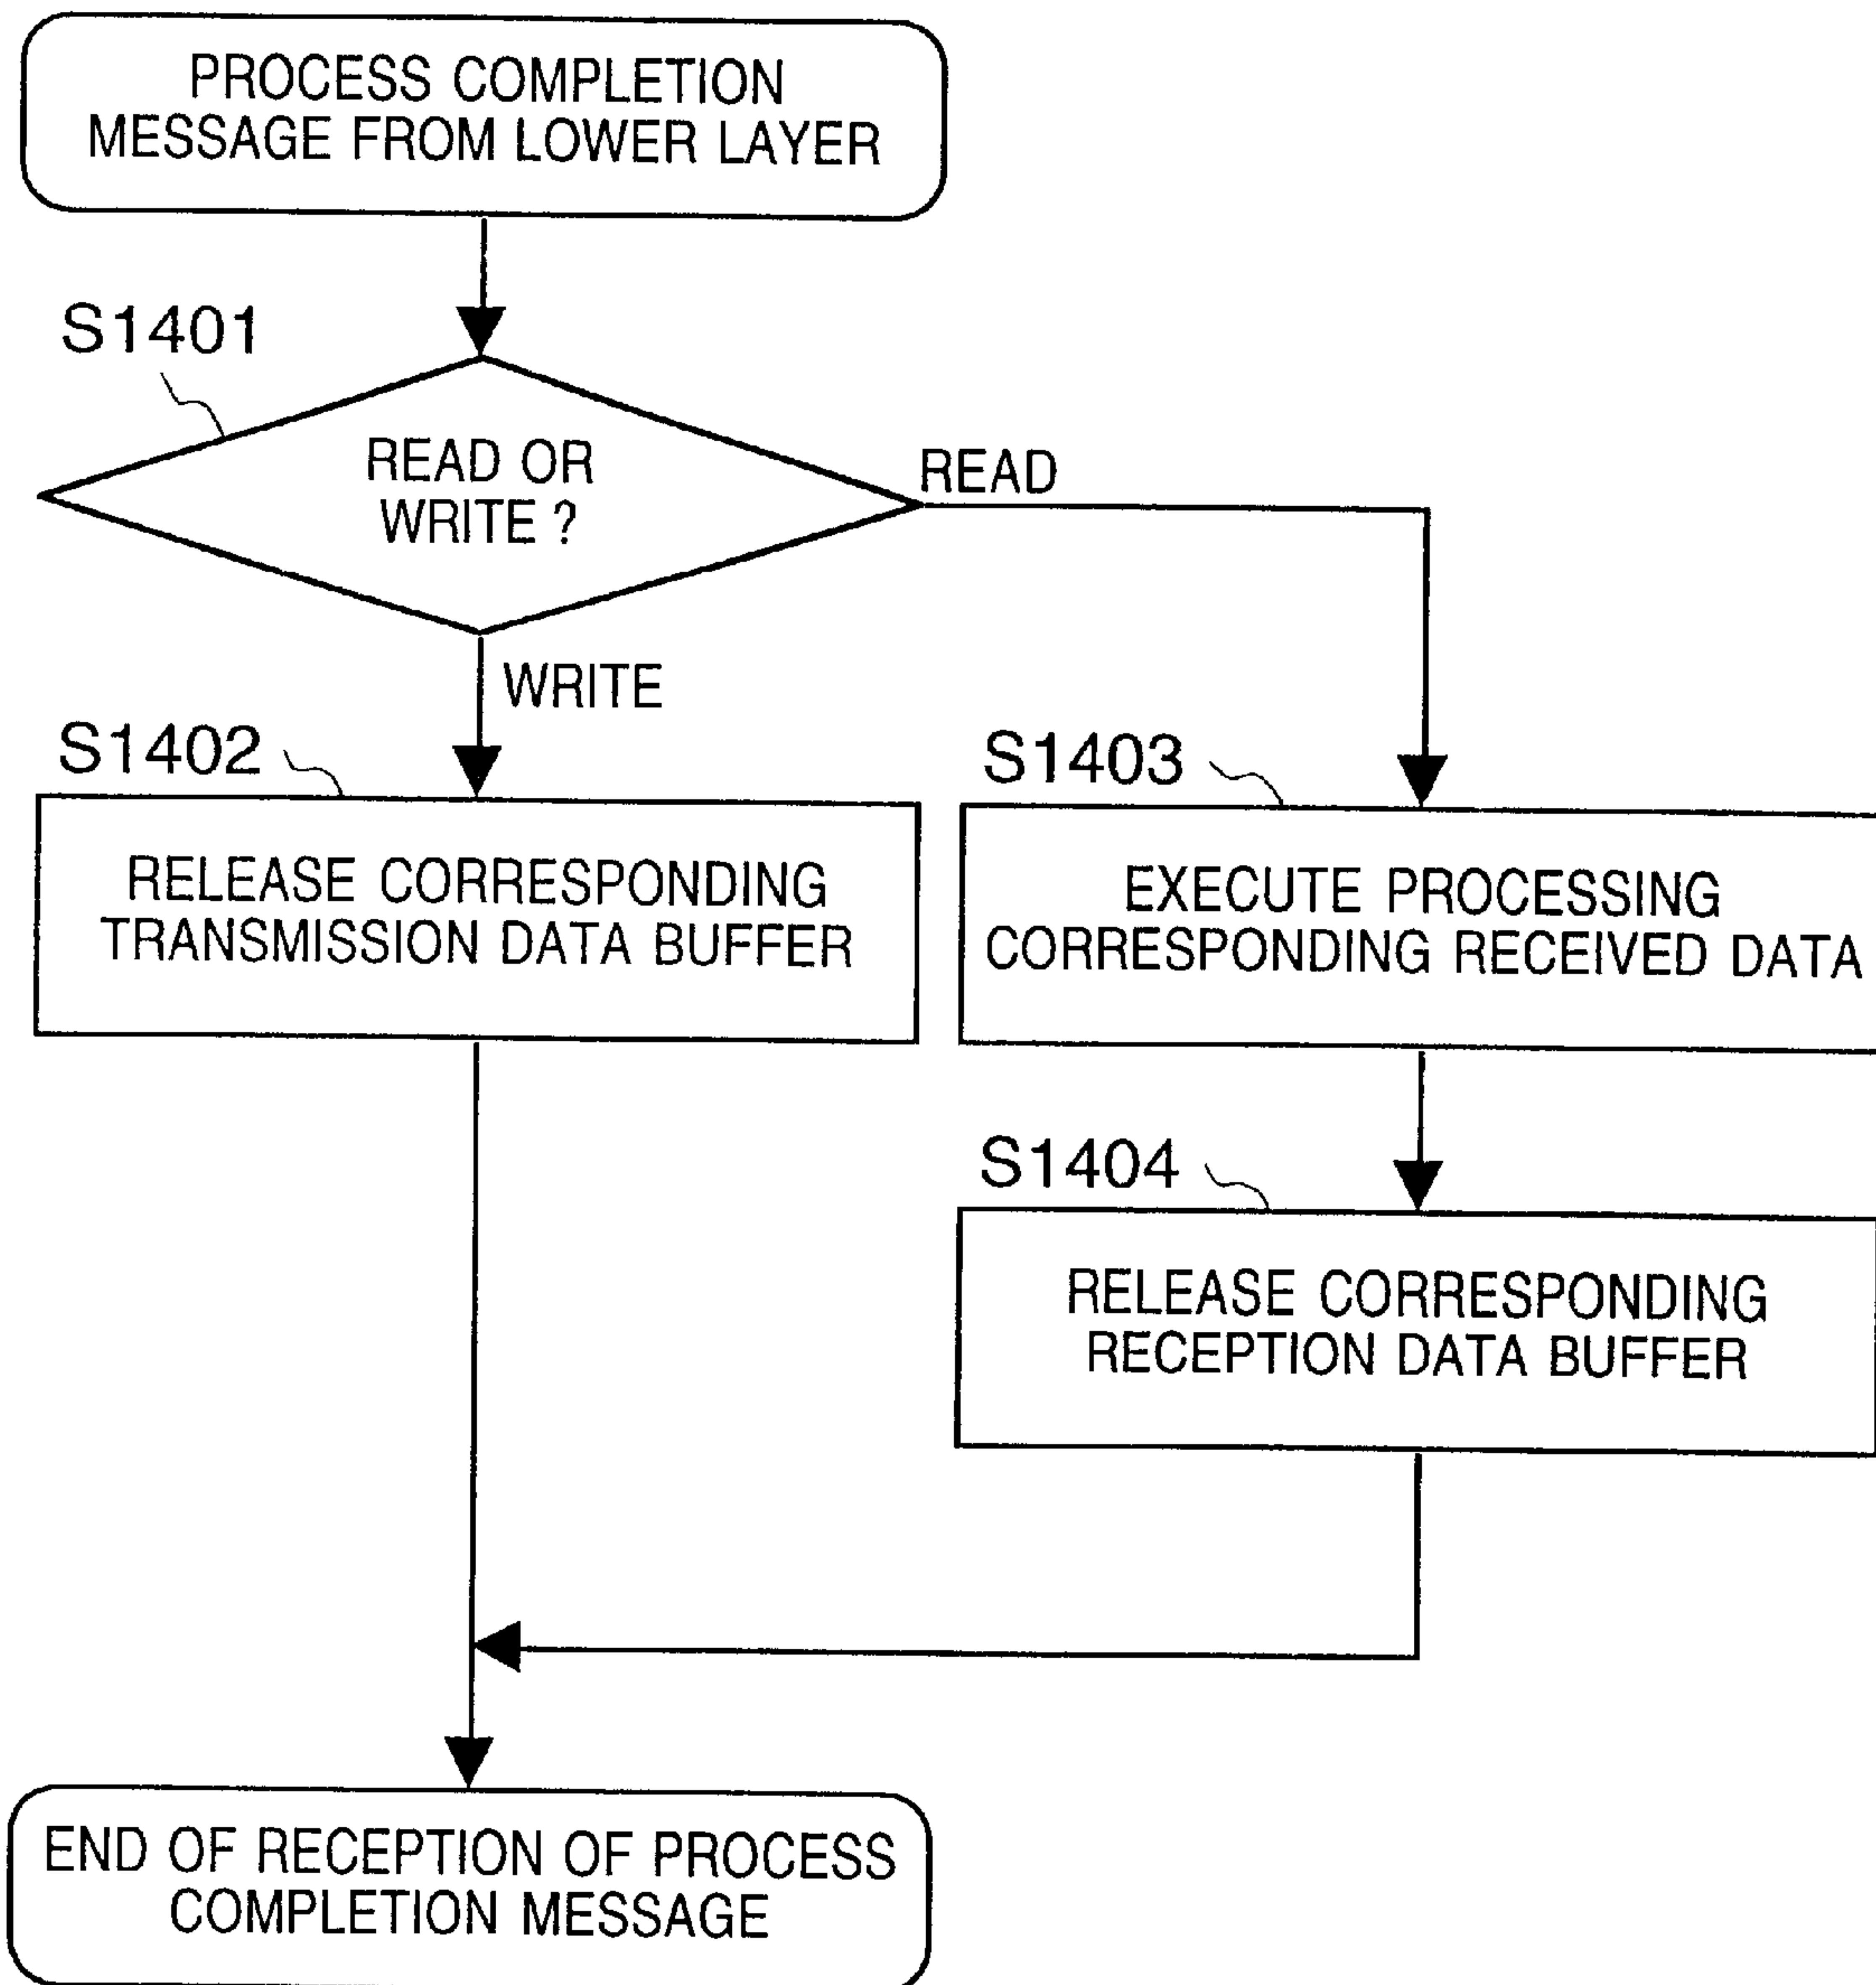 PROCESS COMPLETION
MESSAGE FROM LOWER LAYER
S1401
READ OR
WRITE ?
READ
WRITE
S1402
RELEASE CORRESPONDING
TRANSMISSION DATA BUFFER
S1403
EXECUTE PROCESSING
CORRESPONDING RECEIVED DATA
S1404
RELEASE CORRESPONDING
RECEPTION DATA BUFFER
END OF RECEPTION OF PROCESS
COMPLETION MESSAGE